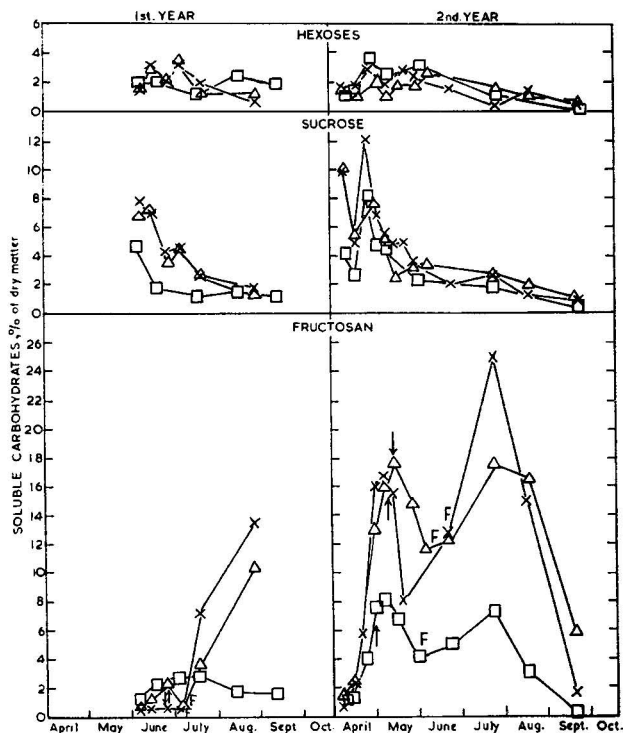 1st. YEAR 2nd. YEAR
HEXOSES
6
4
2
0
SUCROSE
12
10
8
6
4
2
0
FRUCTOSAN
26
24
22
20
18
16
14
12
10
8
6
4
2
0
SOLUBLE CARBOHYDRATES, % of dry matter
F
F
F
F
F
April May June July Aug. Sept Oct. April May June July Aug. Sept.